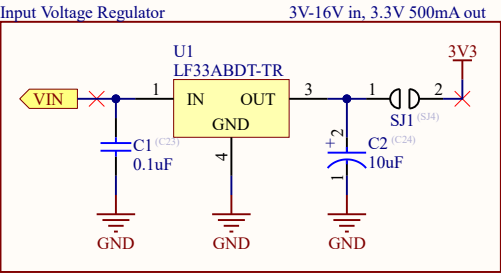 Input Voltage Regulator
3V-16V in, 3.3V 500mA out
U1
LF33ABDT-TR
3V3
VIN
1
IN
OUT
3
1
2
GND
SJ1 (SJ4)
C1 (C23)
0.1uF
4
+
2
C2 (C24)
10uF
1
GND
GND
GND